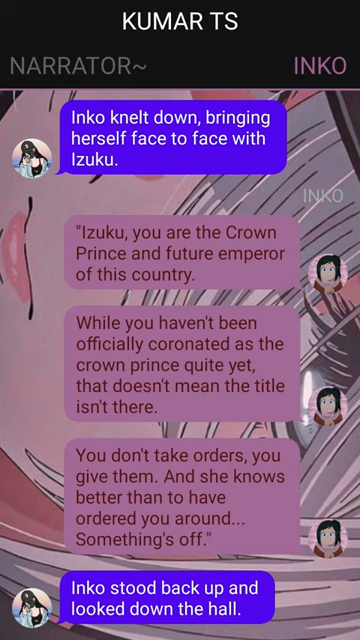 KUMAR TS
NARRATOR~
INKO
Inko knelt down, bringing
herself face to face with
Izuku.
INKO
"Izuku, you are the Crown
Prince and future emperor
of this country.
While you haven't been
officially coronated as the
crown prince quite yet,
that doesn't mean the title
isn't there.
You don't take orders, you
give them. And she knows
better than to have
ordered you around...
Something's off."
Inko stood back up and
looked down the hall.